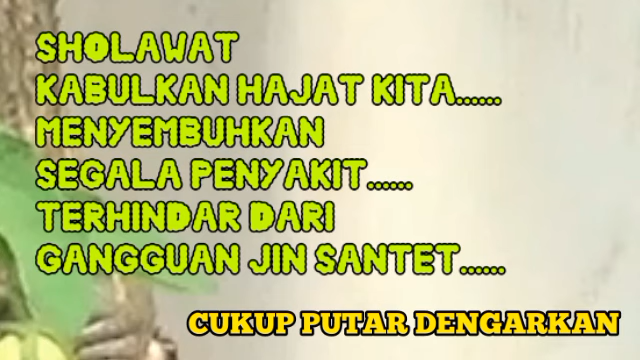 SHOLAWAT
KABULKAN HAJAT KITA......
MENYEMBUHKAN
SEGALA PENYAKIT......
TERHINDAR DARI
GANGGUAN JIN SANTET......
CUKUP PUTAR DENGARKAN